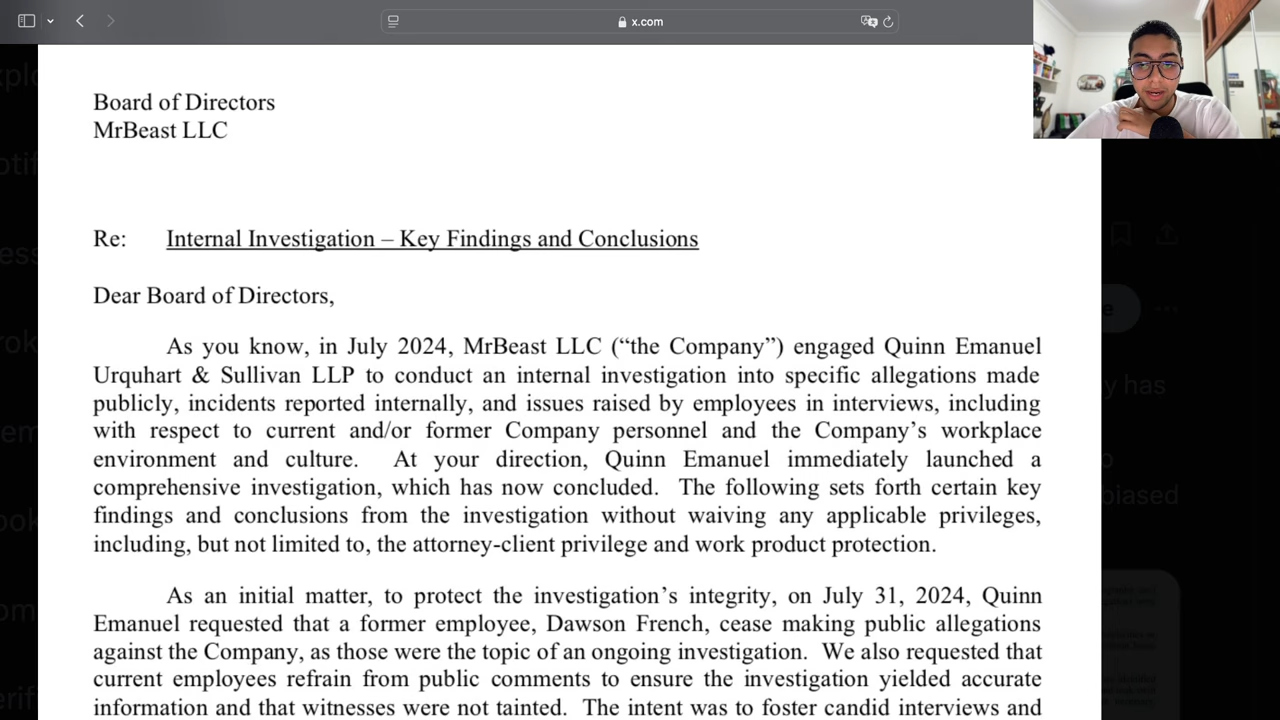 x.com
Board of Directors
MrBeast LLC
Re: Internal Investigation – Key Findings and Conclusions
Dear Board of Directors,
As you know, in July 2024, MrBeast LLC (“the Company”) engaged Quinn Emanuel
Urquhart & Sullivan LLP to conduct an internal investigation into specific allegations made
publicly, incidents reported internally, and issues raised by employees in interviews, including
with respect to current and/or former Company personnel and the Company’s workplace
environment and culture. At your direction, Quinn Emanuel immediately launched a
comprehensive investigation, which has now concluded. The following sets forth certain key
findings and conclusions from the investigation without waiving any applicable privileges,
including, but not limited to, the attorney-client privilege and work product protection.
As an initial matter, to protect the investigation’s integrity, on July 31, 2024, Quinn
Emanuel requested that a former employee, Dawson French, cease making public allegations
against the Company, as those were the topic of an ongoing investigation. We also requested that
current employees refrain from public comments to ensure the investigation yielded accurate
information and that witnesses were not tainted. The intent was to foster candid interviews and